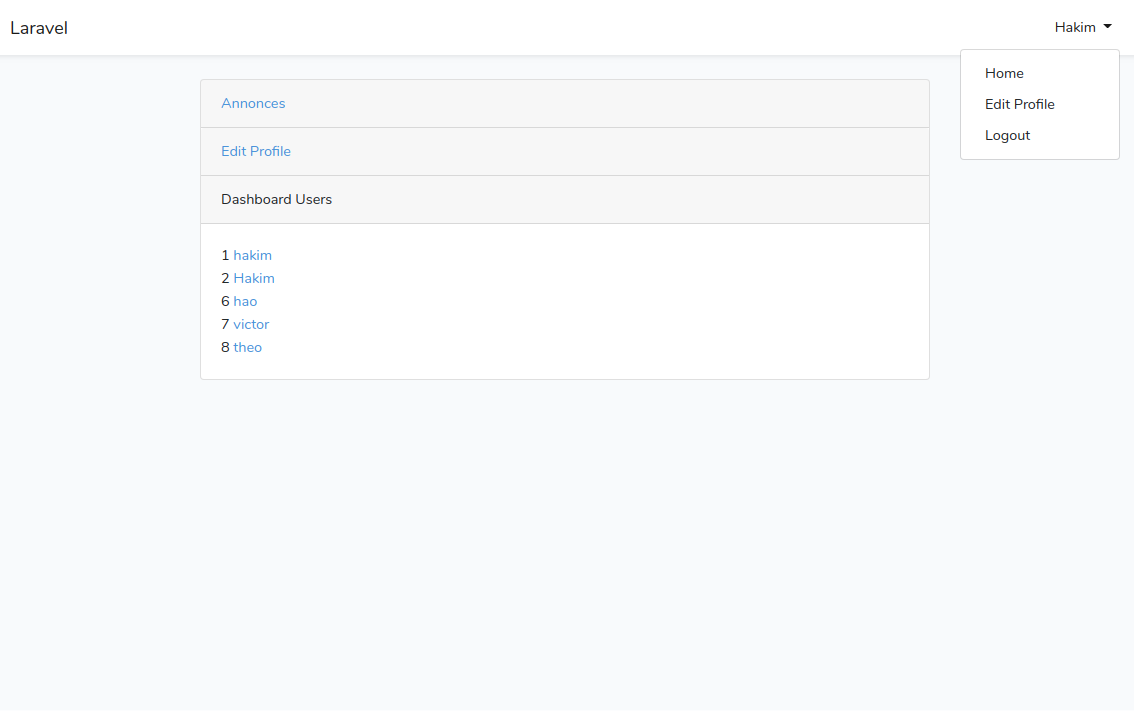 Laravel
Hakim
Home
Edit Profile
Logout
Annonces
Edit Profile
Dashboard Users
1 hakim
2 Hakim
6 hao
7 victor
8 theo